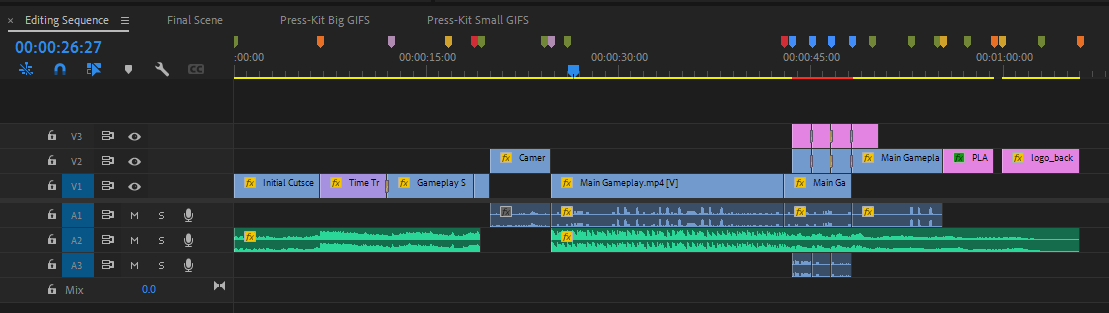 × Editing Sequence ≡ Final Scene Press-Kit Big GIFS Press-Kit Small GIFS
00:00:26:27
:00:00 00:00:15:00 00:00:30:00 00:00:45:00 00:01:00:00
CC
V3
V2 fx Camer fx Main Gamepla fx PLA fx logo_back
V1 fx Initial Cutsce fx Time Tr fx Gameplay S fx Main Gameplay.mp4 [V] fx Main Ga
A1 M S fx fx fx fx
A2 M S fx fx
A3 M S
Mix 0.0